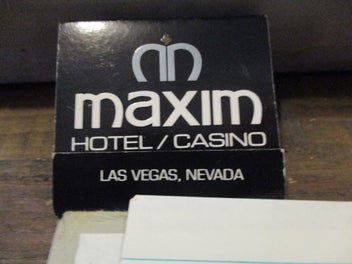 maxim
HOTEL / CASINO
LAS VEGAS, NEVADA